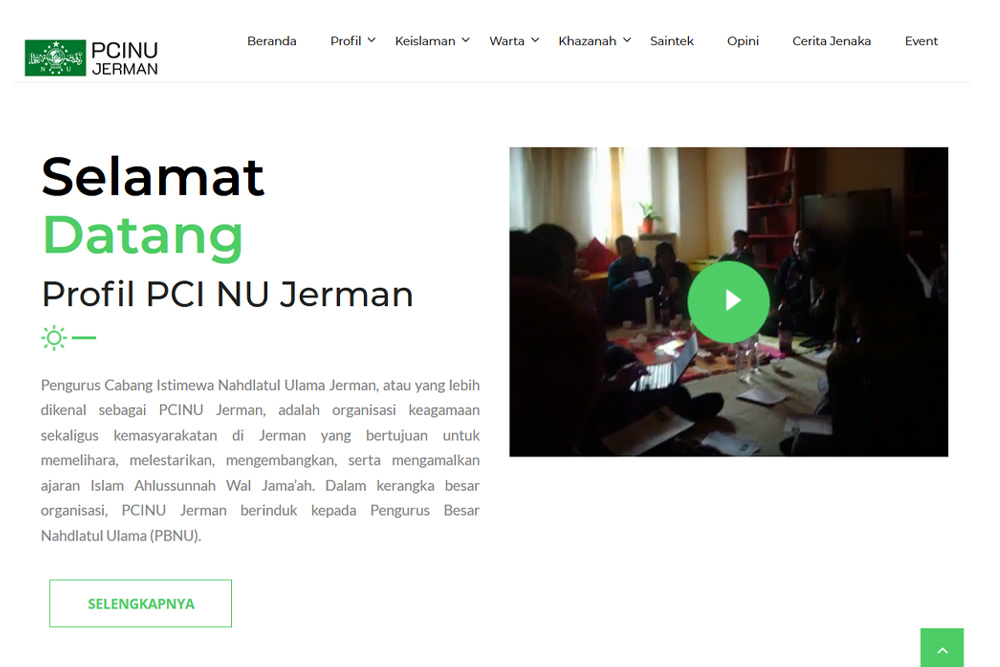 PCINU
JERMAN
N U
Beranda Profil Keislaman Warta Khazanah Saintek Opini Cerita Jenaka Event
Selamat
Datang
Profil PCI NU Jerman
Pengurus Cabang Istimewa Nahdlatul Ulama Jerman, atau yang lebih
dikenal sebagai PCINU Jerman, adalah organisasi keagamaan
sekaligus kemasyarakatan di Jerman yang bertujuan untuk
memelihara, melestarikan, mengembangkan, serta mengamalkan
ajaran Islam Ahlussunnah Wal Jama’ah. Dalam kerangka besar
organisasi, PCINU Jerman berinduk kepada Pengurus Besar
Nahdlatul Ulama (PBNU).
SELENGKAPNYA